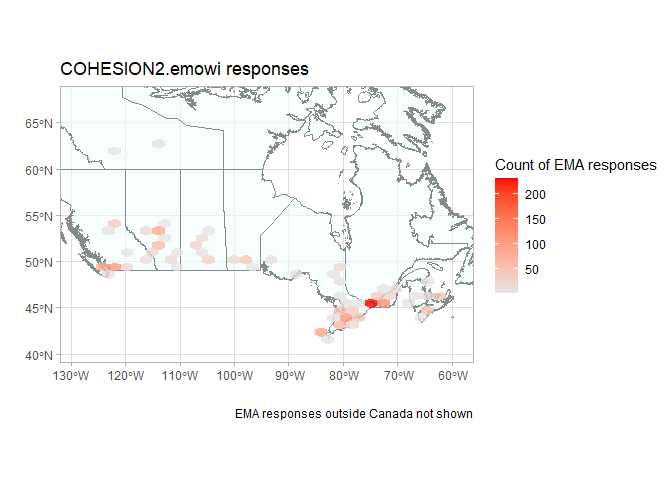 COHESION2.emowi responses
65°N
60°N
55°N
50°N
45°N
40°N
130°W 120°W 110°W 100°W 90°W 80°W 70°W 60°W
Count of EMA responses
200
150
100
50
EMA responses outside Canada not shown